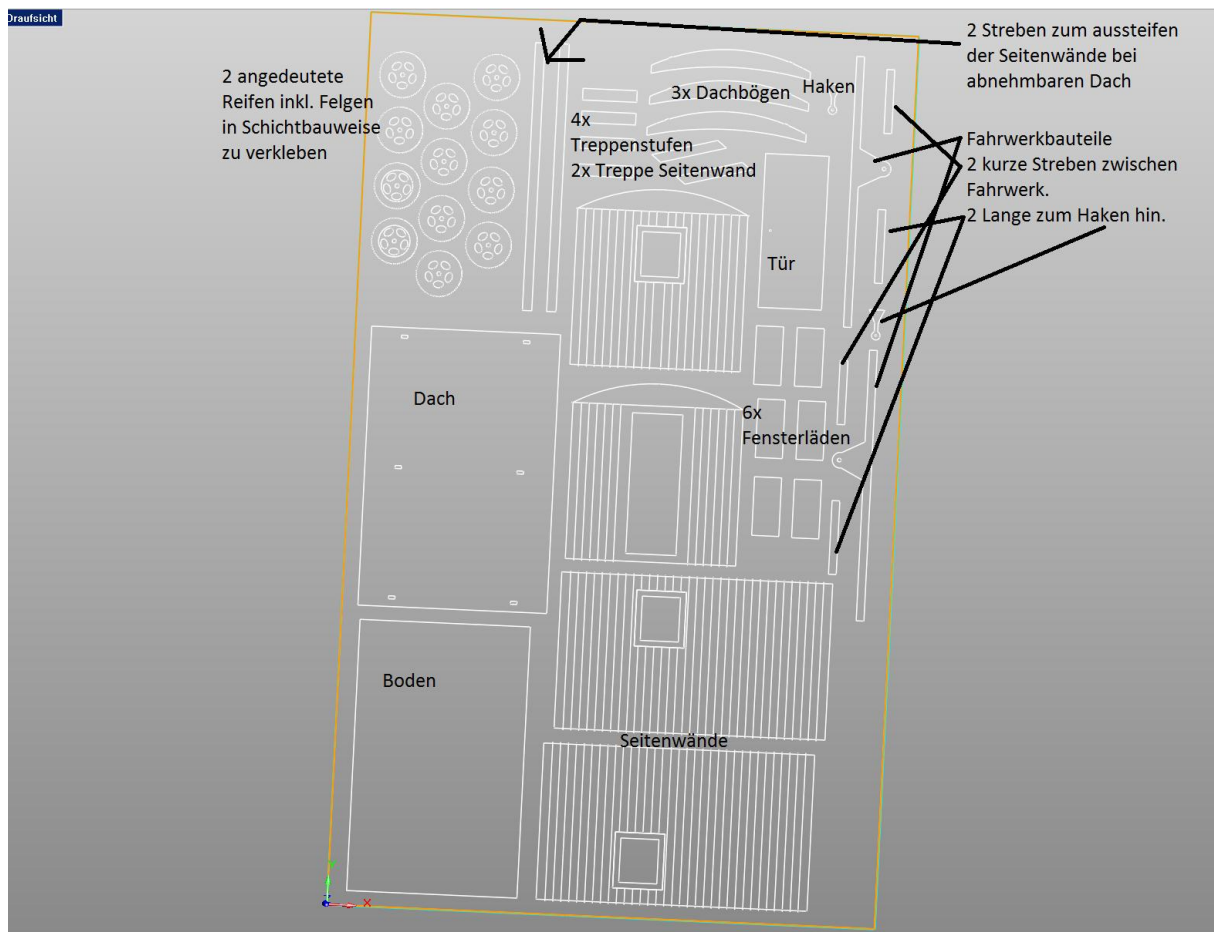 Draufsicht
2 angedeutete
Reifen inkl. Felgen
in Schichtbauweise
zu verkleben
2 Streben zum aussteifen
der Seitenwände bei
abnehmbaren Dach
3x Dachbögen
Haken
4x
Treppenstufen
2x Treppe Seitenwand
Fahrwerkbauteile
2 kurze Streben zwischen
Fahrwerk.
2 Lange zum Haken hin.
Tür
Dach
6x
Fensterläden
Boden
Seitenwände
X